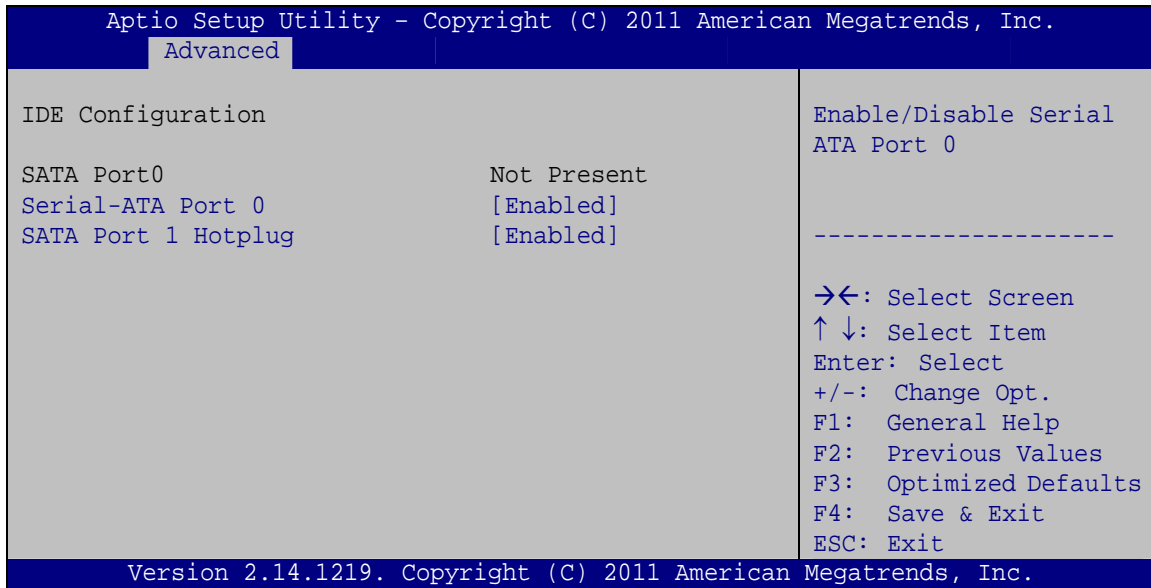 Aptio Setup Utility – Copyright (C) 2011 American Megatrends, Inc.
Advanced
IDE Configuration
SATA Port0 Not Present
Serial-ATA Port 0 [Enabled]
SATA Port 1 Hotplug [Enabled]
Enable/Disable Serial
ATA Port 0
---------------------
→←: Select Screen
↑ ↓: Select Item
Enter: Select
+/-: Change Opt.
F1: General Help
F2: Previous Values
F3: Optimized Defaults
F4: Save & Exit
ESC: Exit
Version 2.14.1219. Copyright (C) 2011 American Megatrends, Inc.